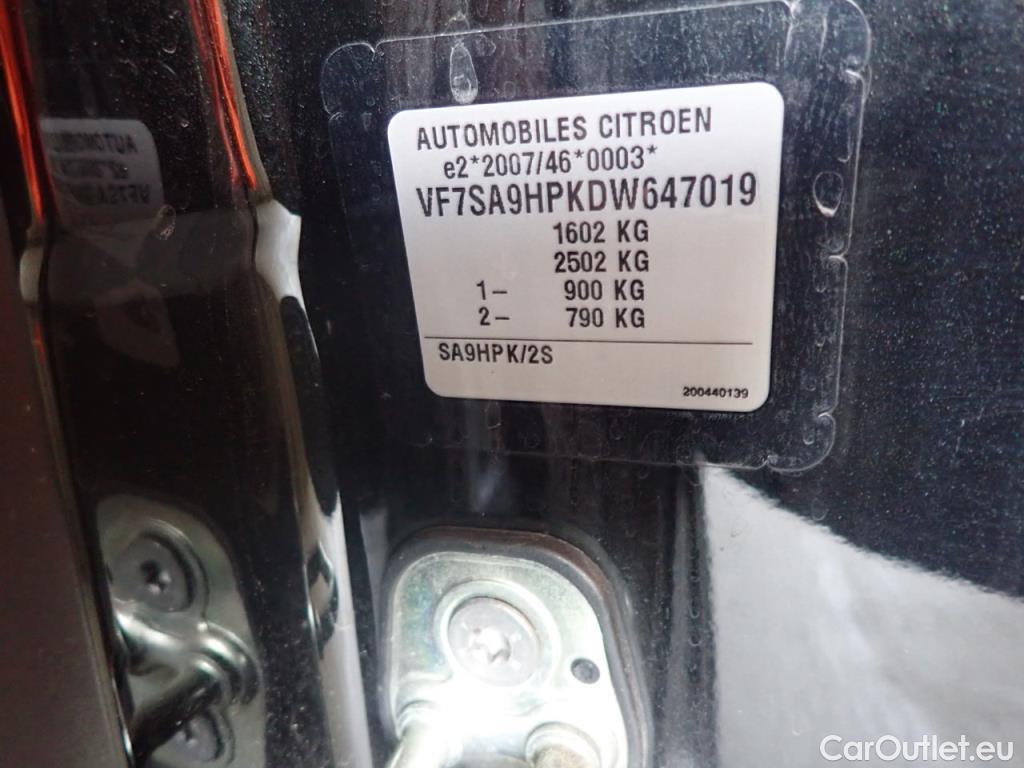 AUTOMOBILES CITROEN
e2*2007/46*0003*
VF7SA9HPKDW647019
1602 KG
2502 KG
1- 900 KG
2- 790 KG
SA9HPK/2S
200440139
CarOutlet.eu